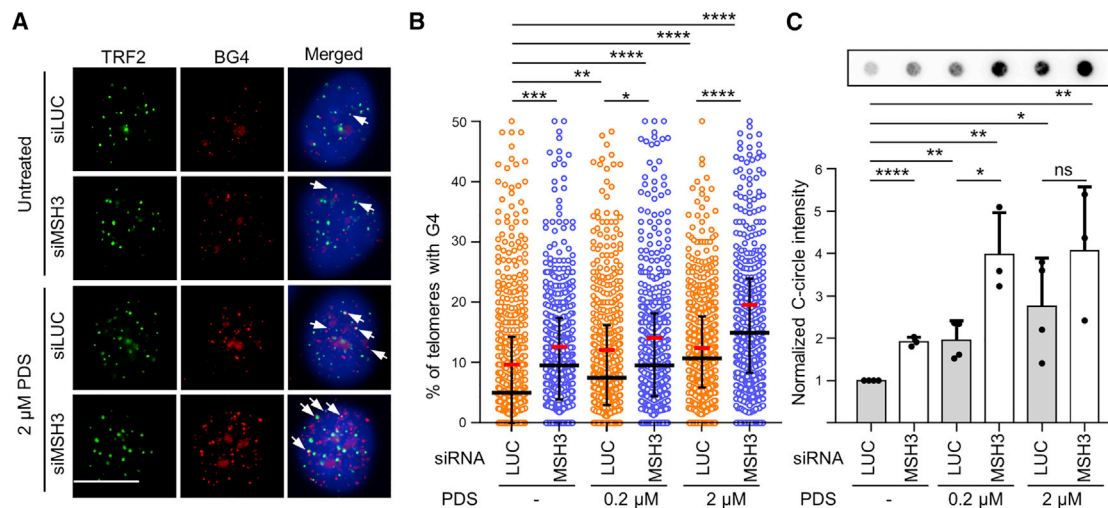 A
TRF2 BG4 Merged
Untreated
siLUC
siMSH3
2 µM PDS
siLUC
siMSH3
B
****
****
****
**
*** * ****
% of telomeres with G4
50
40
30
20
10
0
siRNA LUC MSH3 LUC MSH3 LUC MSH3
PDS - 0.2 µM 2 µM
C
**
*
**
**
**** * ns
Normalized C-circle intensity
6
5
4
3
2
1
siRNA LUC MSH3 LUC MSH3 LUC MSH3
PDS - 0.2 µM 2 µM